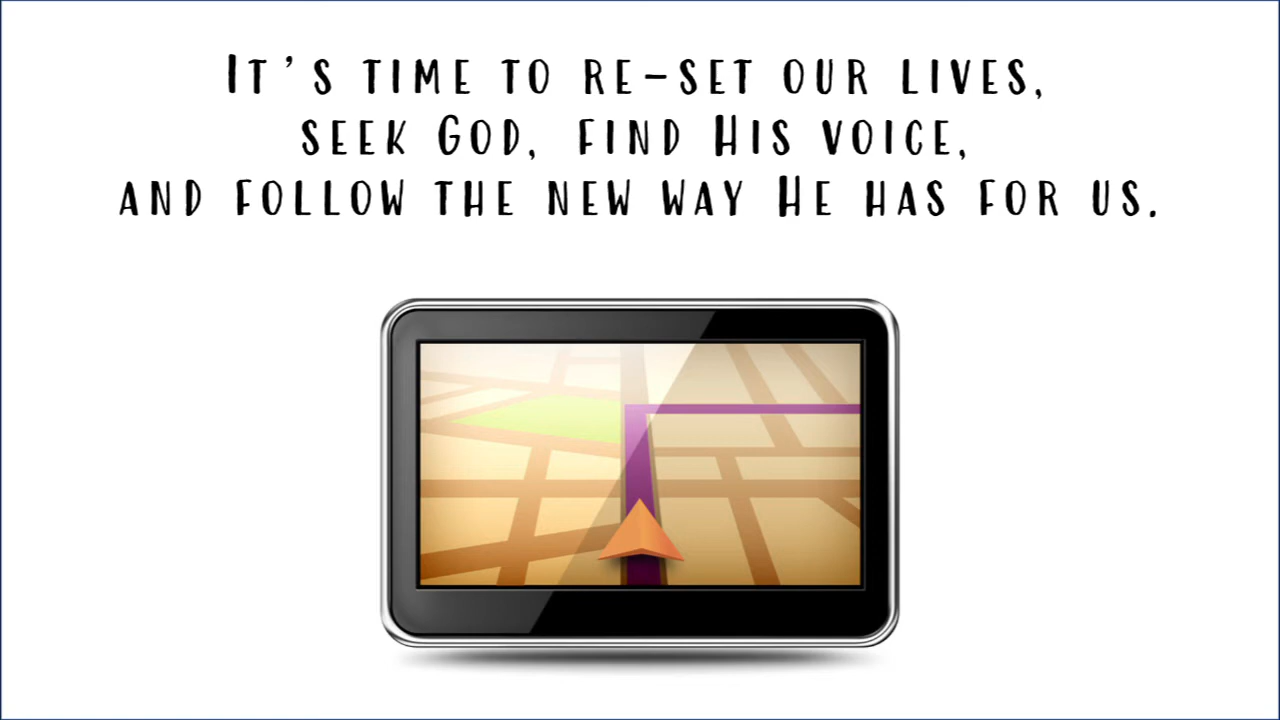 It's time to re-set our lives,
seek God, find His voice,
and follow the new way He has for us.